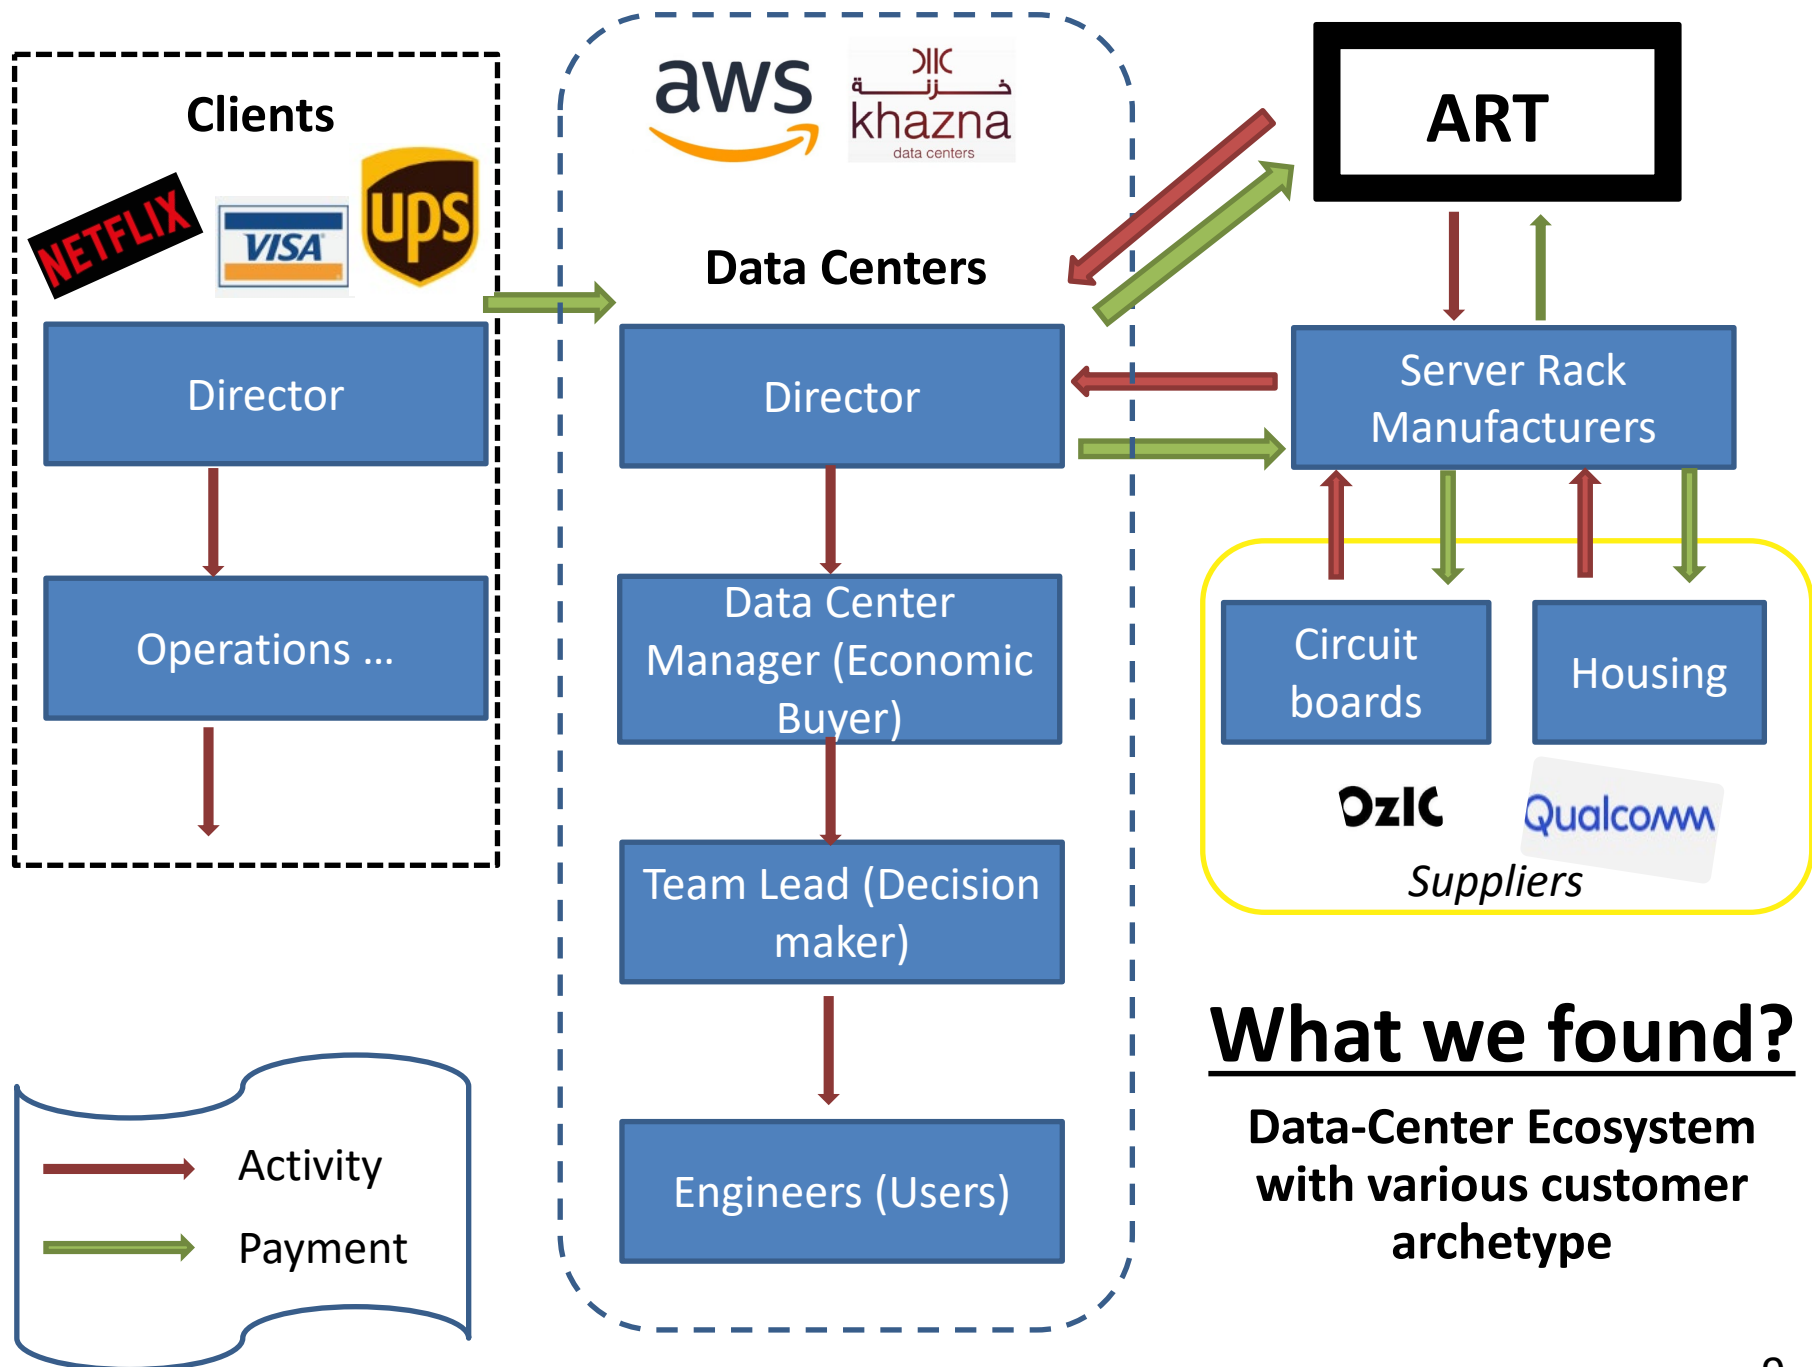 Clients
NETFLIX
VISA
ups
Director
Operations ...
Activity
Payment
aws
خزنة
khazna
data centers
Data Centers
Director
Data Center
Manager (Economic
Buyer)
Team Lead (Decision
maker)
Engineers (Users)
ART
Server Rack
Manufacturers
Circuit
boards
Housing
OzIC
Qualcomm
Suppliers
What we found?
Data-Center Ecosystem
with various customer
archetype